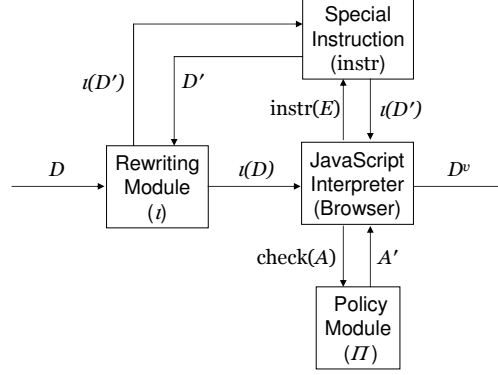 Special
Instruction
(instr)
ι(D′)
D′
instr(E)
ι(D′)
D
Rewriting
Module
(ι)
ι(D)
JavaScript
Interpreter
(Browser)
Dᵛ
check(A)
A′
Policy
Module
(Π)